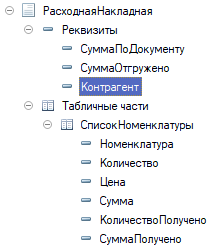 РасходнаяНакладная
Реквизиты
СуммаПоДокументу
СуммаОтгружено
Контрагент
Табличные части
СписокНоменклатуры
Номенклатура
Количество
Цена
Сумма
КоличествоПолучено
СуммаПолучено